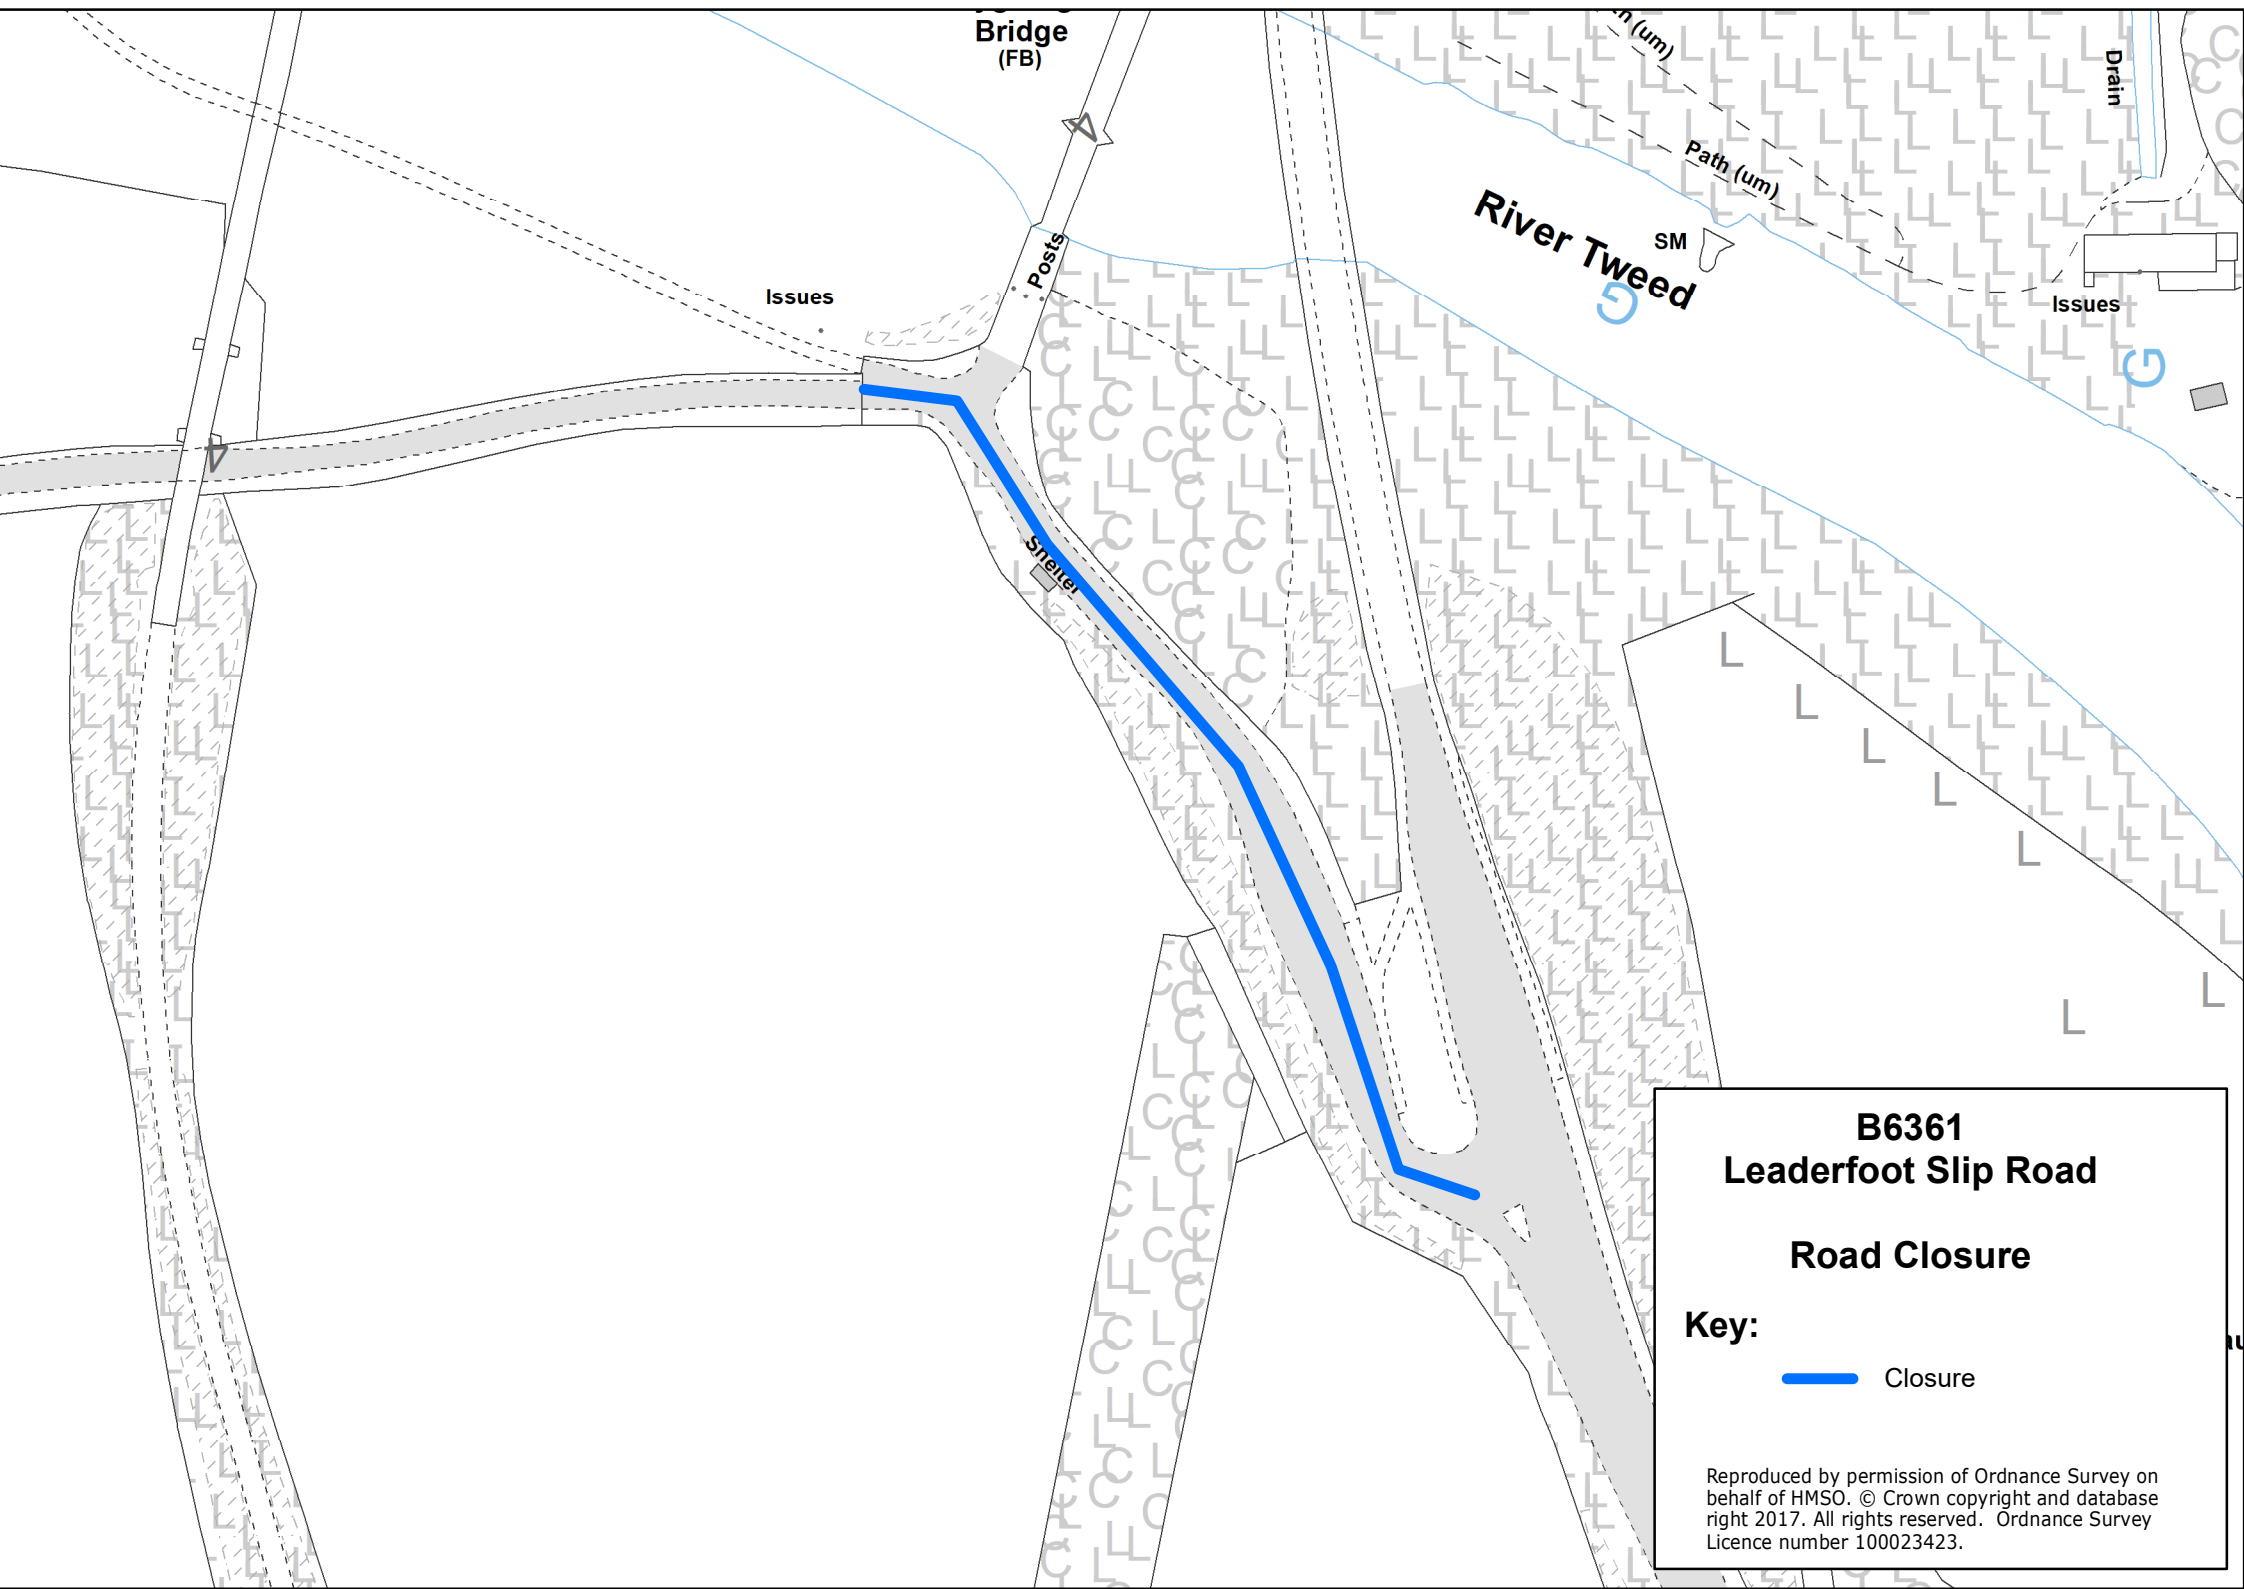 Bridge
(FB)
(um)
Drain
Path (um)
River Tweed
SM
Posts
Issues
Issues
Shelter
B6361
Leaderfoot Slip Road
Road Closure
Key:
Closure
Reproduced by permission of Ordnance Survey on
behalf of HMSO. © Crown copyright and database
right 2017. All rights reserved. Ordnance Survey
Licence number 100023423.